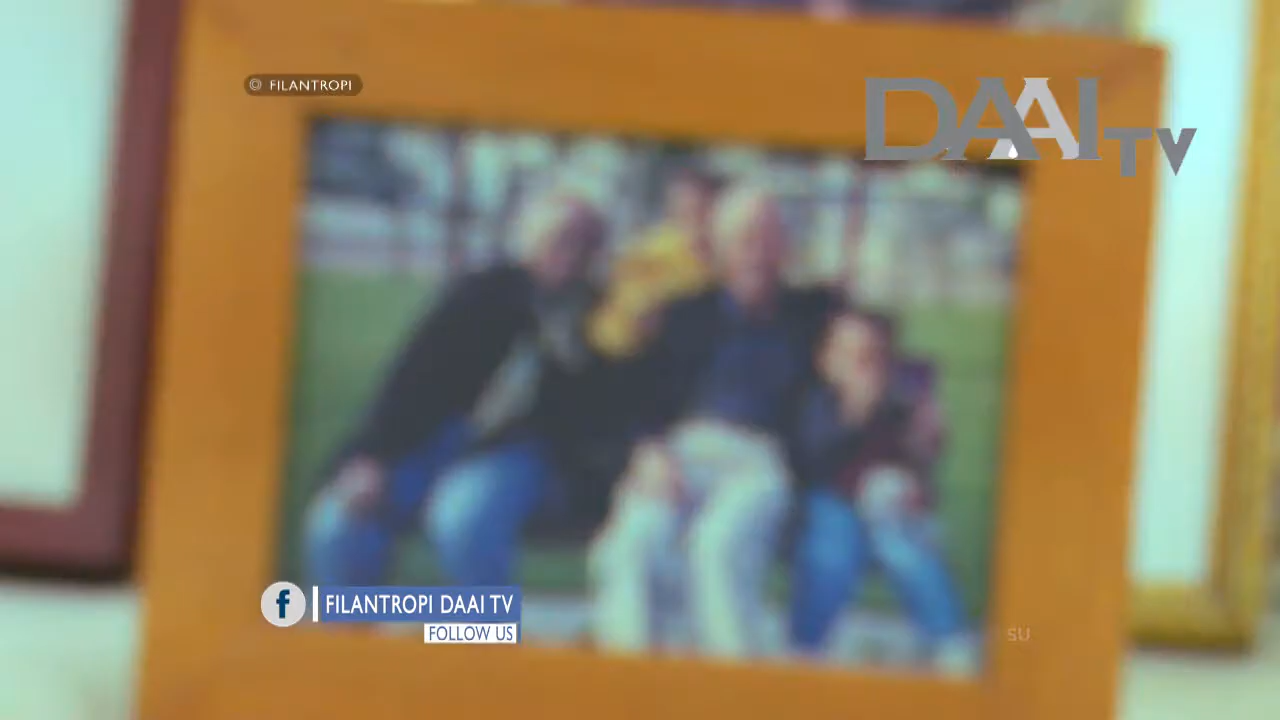 © FILANTROPI
DAAI TV
f FILANTROPI DAAI TV
FOLLOW US
SU